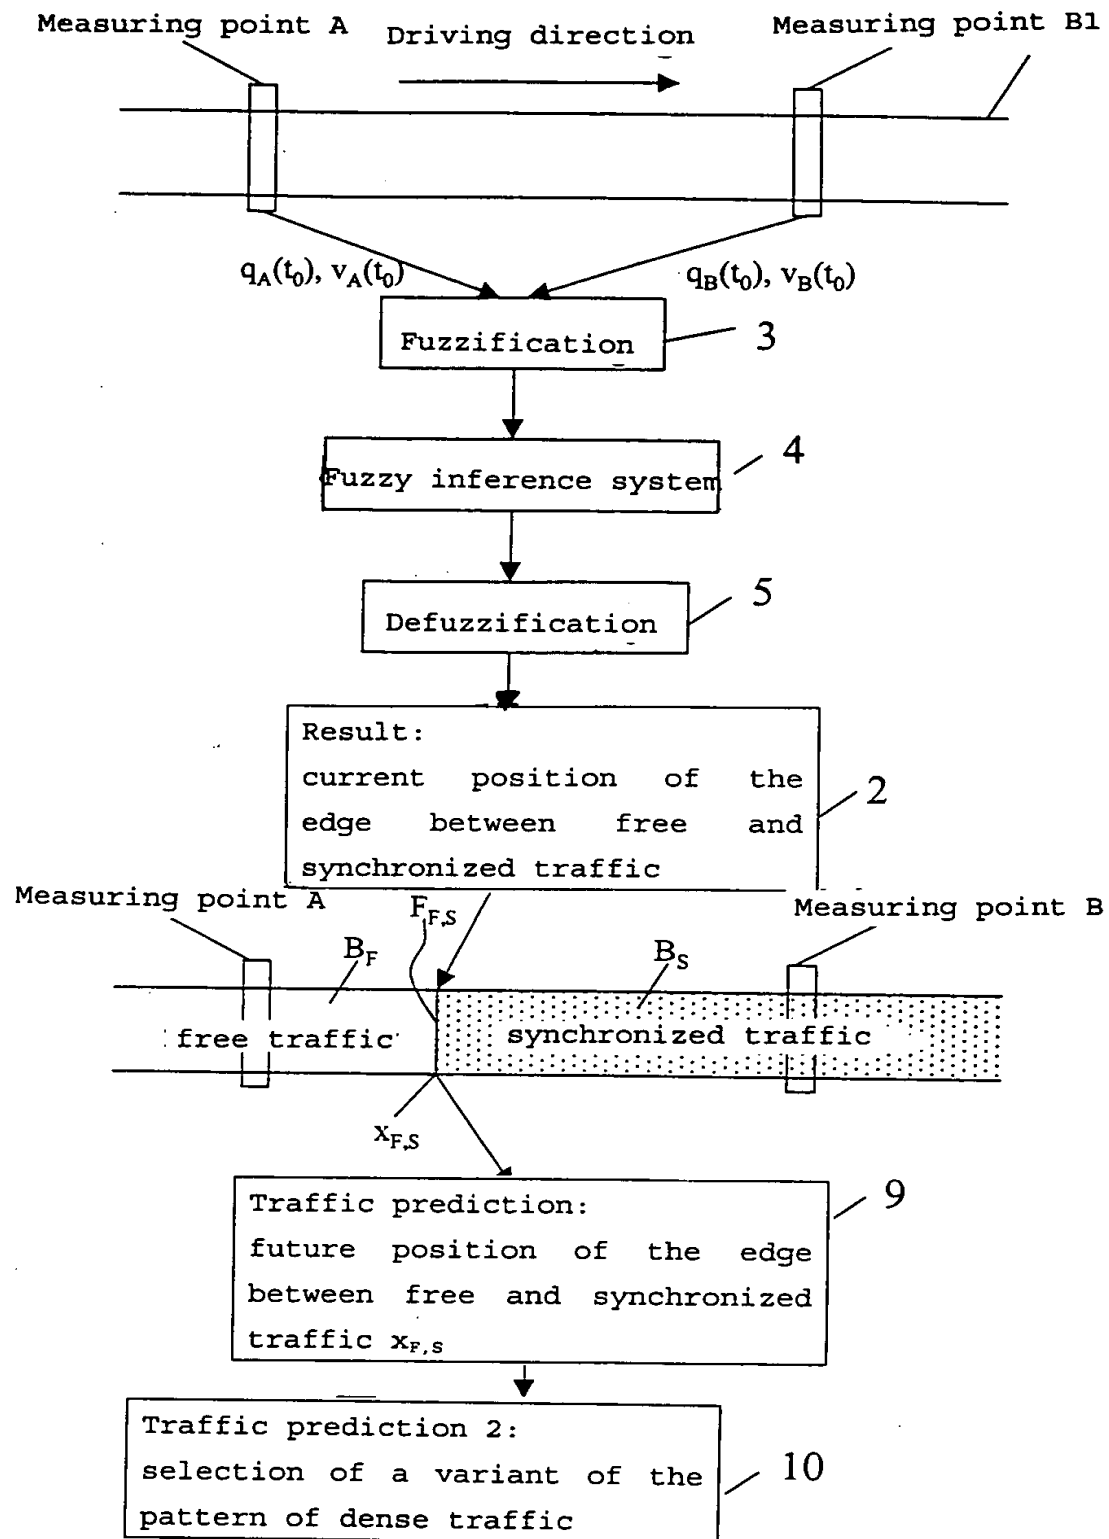 Measuring point A
Driving direction
Measuring point B1
qA(t0), vA(t0)
qB(t0), vB(t0)
Fuzzification
3
Fuzzy inference system
4
Defuzzification
5
Result:
current position of the
edge between free and
synchronized traffic
2
Measuring point A
FF,S
Measuring point B
BF
BS
free traffic
synchronized traffic
xF,S
Traffic prediction:
future position of the edge
between free and synchronized
traffic xF,S
9
Traffic prediction 2:
selection of a variant of the
pattern of dense traffic
10